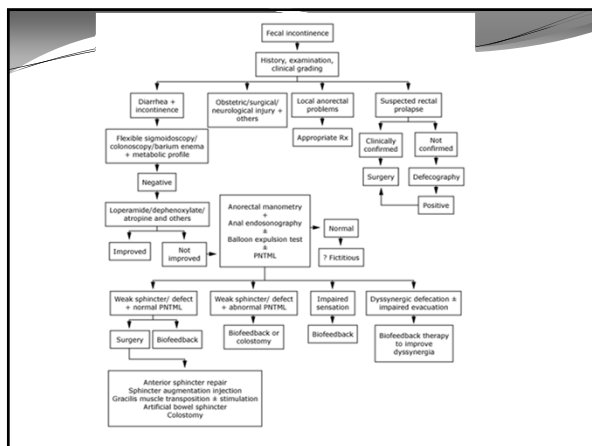 Fecal incontinence
History, examination,
clinical grading
Diarrhea +
incontinence
Obstetric/surgical/
neurological injury +
others
Local anorectal
problems
Suspected rectal
prolapse
Flexible sigmoidoscopy/
colonoscopy/barium enema
+ metabolic profile
Appropriate Rx
Clinically
confirmed
Not
confirmed
Negative
Surgery
Defecography
Positive
Loperamide/dephenoxylate/
atropine and others
Anorectal manometry
+
Anal endosonography
±
Balloon expulsion test
±
PNTML
Normal
Improved
Not
improved
? Fictitious
Weak sphincter/ defect
+ normal PNTML
Weak sphincter/ defect
+ abnormal PNTML
Impaired
sensation
Dyssynergic defecation ±
impaired evacuation
Surgery
Biofeedback
Biofeedback or
colostomy
Biofeedback
Biofeedback therapy
to improve
dyssynergia
Anterior sphincter repair
Sphincter augmentation injection
Gracilis muscle transposition ± stimulation
Artificial bowel sphincter
Colostomy